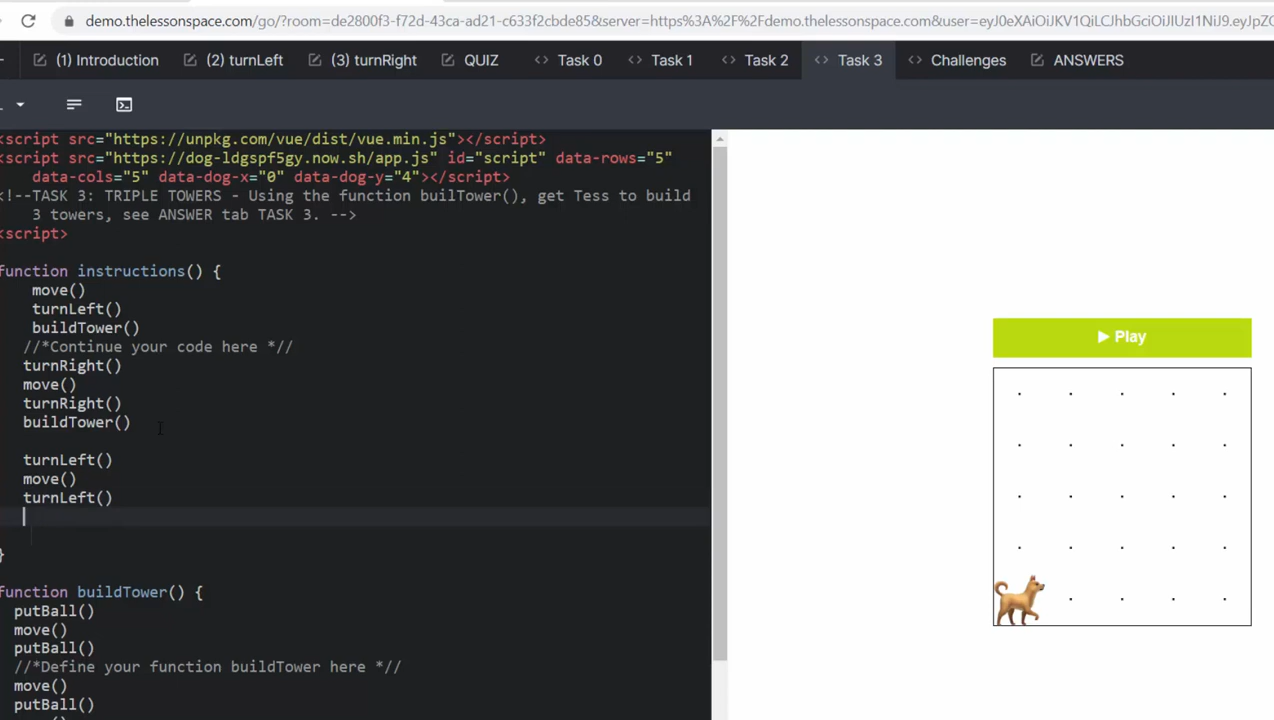 demo.thelessonspace.com/go/?room=de2800f3-f72d-43ca-ad21-c633f2cbde85&server=https%3A%2F%2Fdemo.thelessonspace.com&user=eyJ0eXAiOiJKV1QiLCJhbGciOiJIUzI1NiJ9.eyJpZ
(1) Introduction (2) turnLeft (3) turnRight QUIZ Task 0 Task 1 Task 2 Task 3 Challenges ANSWERS
<script src="https://unpkg.com/vue/dist/vue.min.js"></script>
<script src="https://dog-ldgspf5gy.now.sh/app.js" id="script" data-rows="5"
data-cols="5" data-dog-x="0" data-dog-y="4"></script>
<!--TASK 3: TRIPLE TOWERS - Using the function builTower(), get Tess to build
3 towers, see ANSWER tab TASK 3. -->
<script>
function instructions() {
move()
turnLeft()
buildTower()
//*Continue your code here *//
turnRight()
move()
turnRight()
buildTower()
turnLeft()
move()
turnLeft()
}
function buildTower() {
putBall()
move()
putBall()
//*Define your function buildTower here *//
move()
putBall()
Play